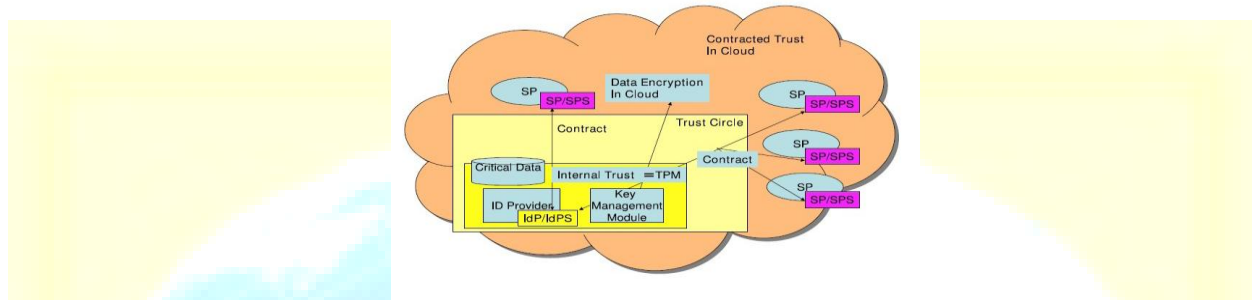 Contracted Trust
In Cloud
SP
SP/SPS
Data Encryption
In Cloud
SP
SP/SPS
Contract
Trust Circle
SP
SP/SPS
Contract
Critical Data
Internal Trust =TPM
SP
SP/SPS
ID Provider
IdP/IdPS
Key
Management
Module